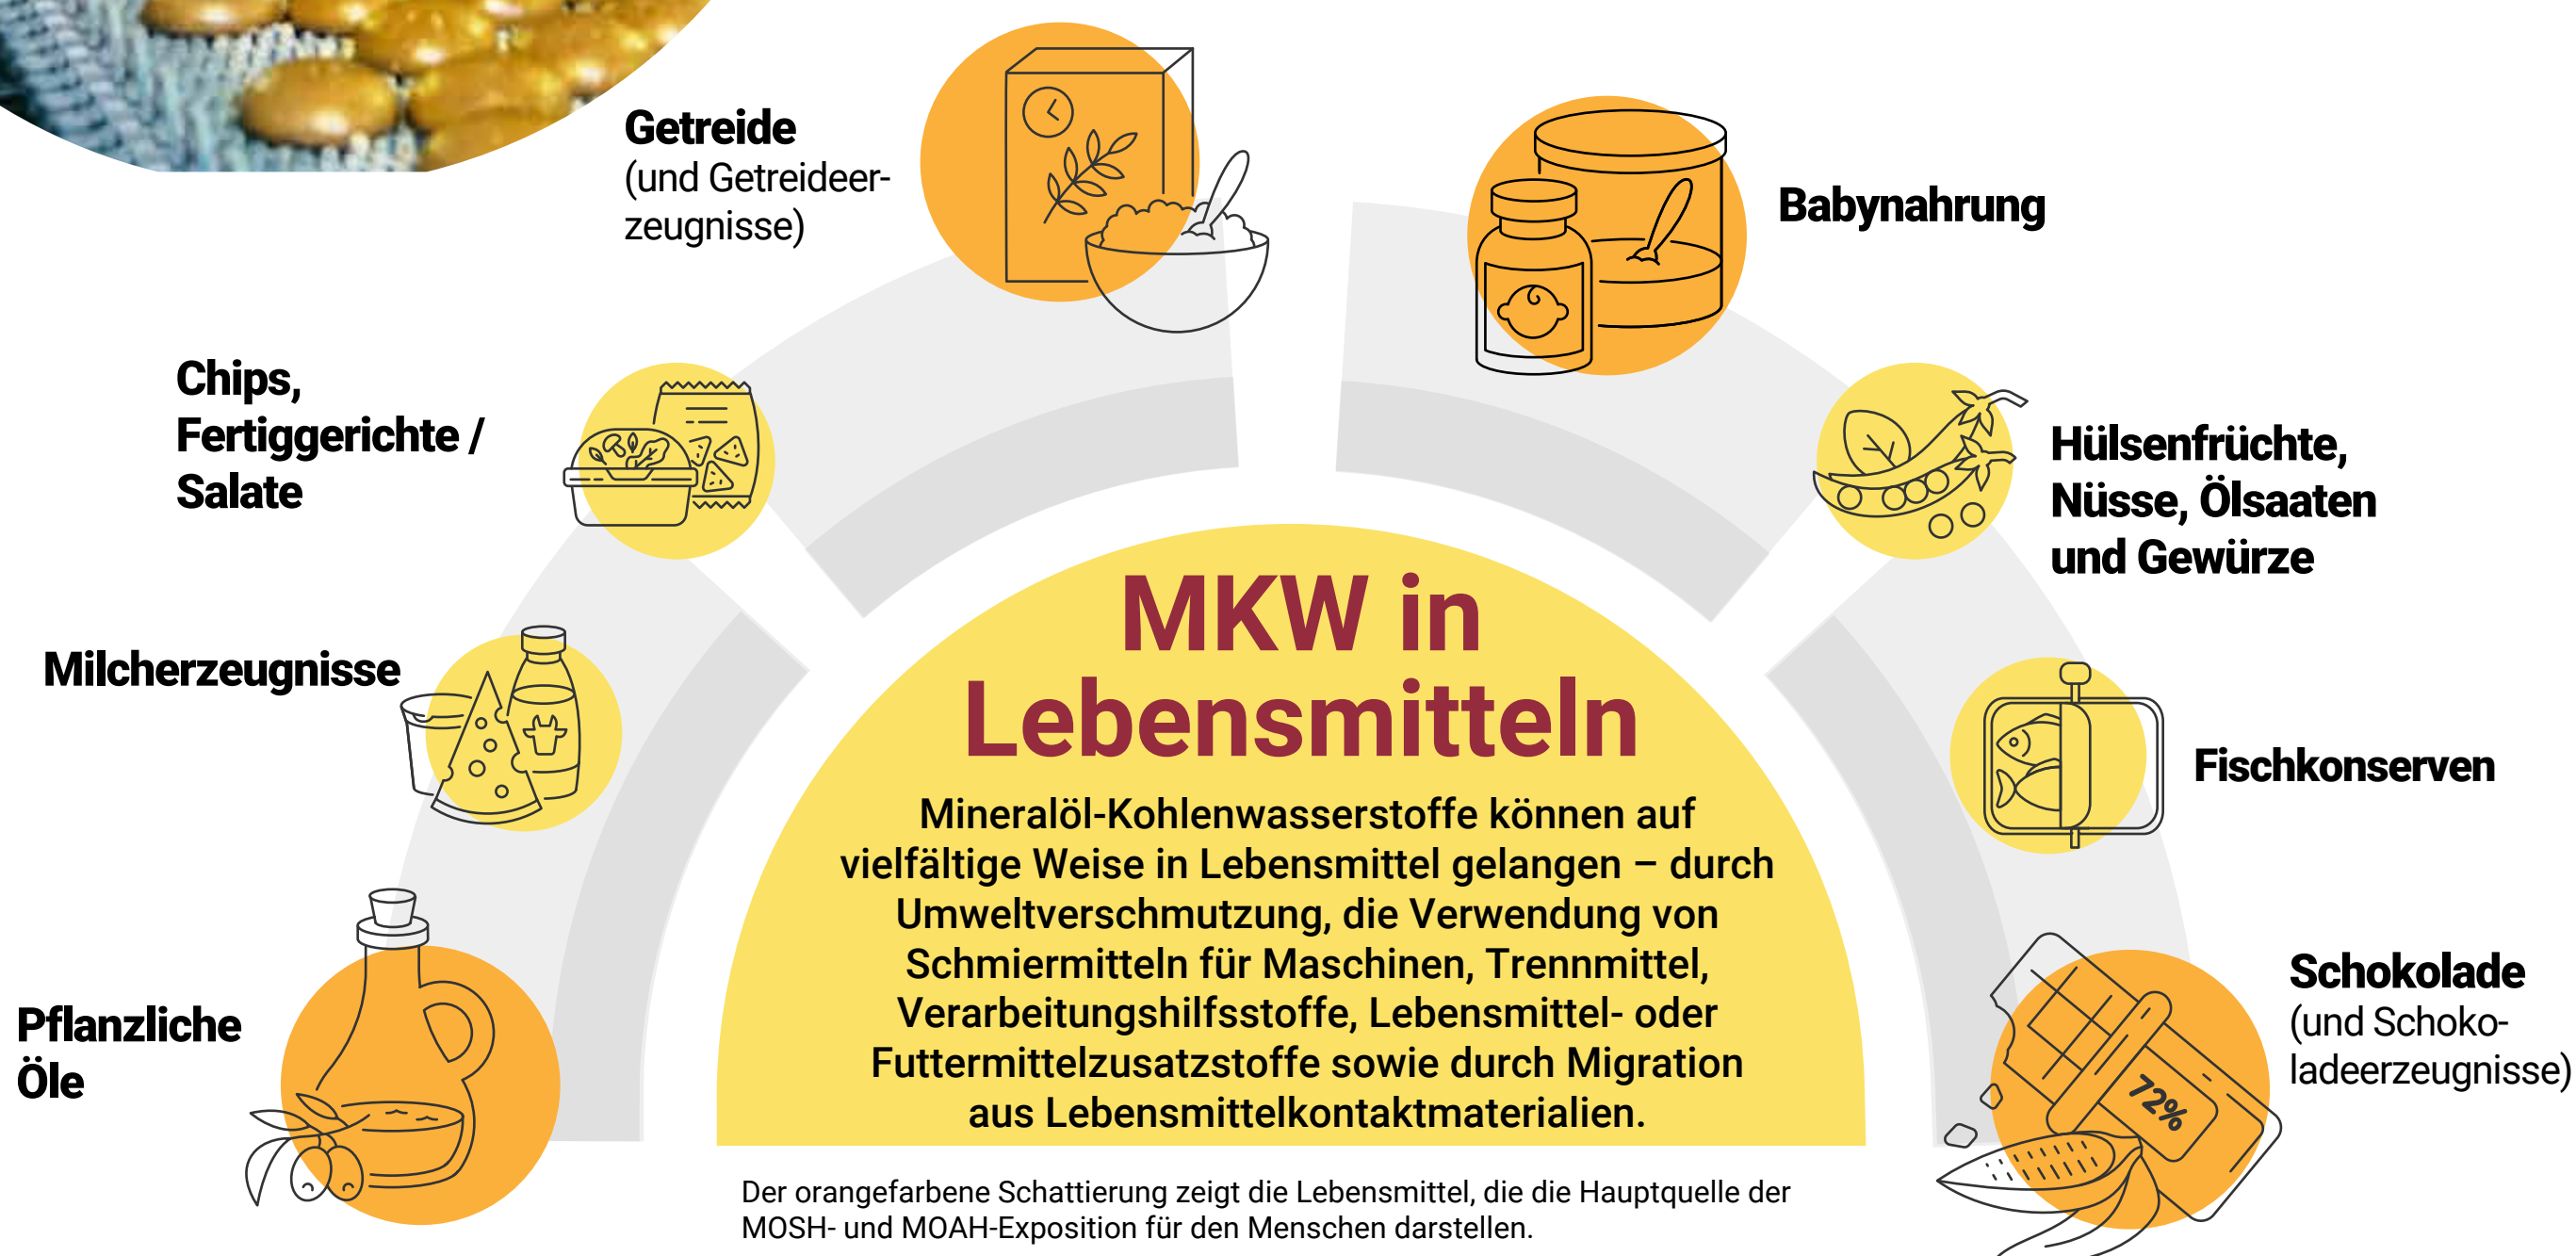 Getreide
(und Getreideer-
zeugnisse)
Babynahrung
Chips,
Fertiggerichte /
Salate
Hülsenfrüchte,
Nüsse, Ölsaaten
und Gewürze
Milcherzeugnisse
Fischkonserven
Pflanzliche
Öle
Schokolade
(und Schoko-
ladeerzeugnisse)
72%
MKW in
Lebensmitteln
Mineralöl-Kohlenwasserstoffe können auf
vielfältige Weise in Lebensmittel gelangen – durch
Umweltverschmutzung, die Verwendung von
Schmiermitteln für Maschinen, Trennmittel,
Verarbeitungshilfsstoffe, Lebensmittel- oder
Futtermittelzusatzstoffe sowie durch Migration
aus Lebensmittelkontaktmaterialien.
Der orangefarbene Schattierung zeigt die Lebensmittel, die die Hauptquelle der
MOSH- und MOAH-Exposition für den Menschen darstellen.